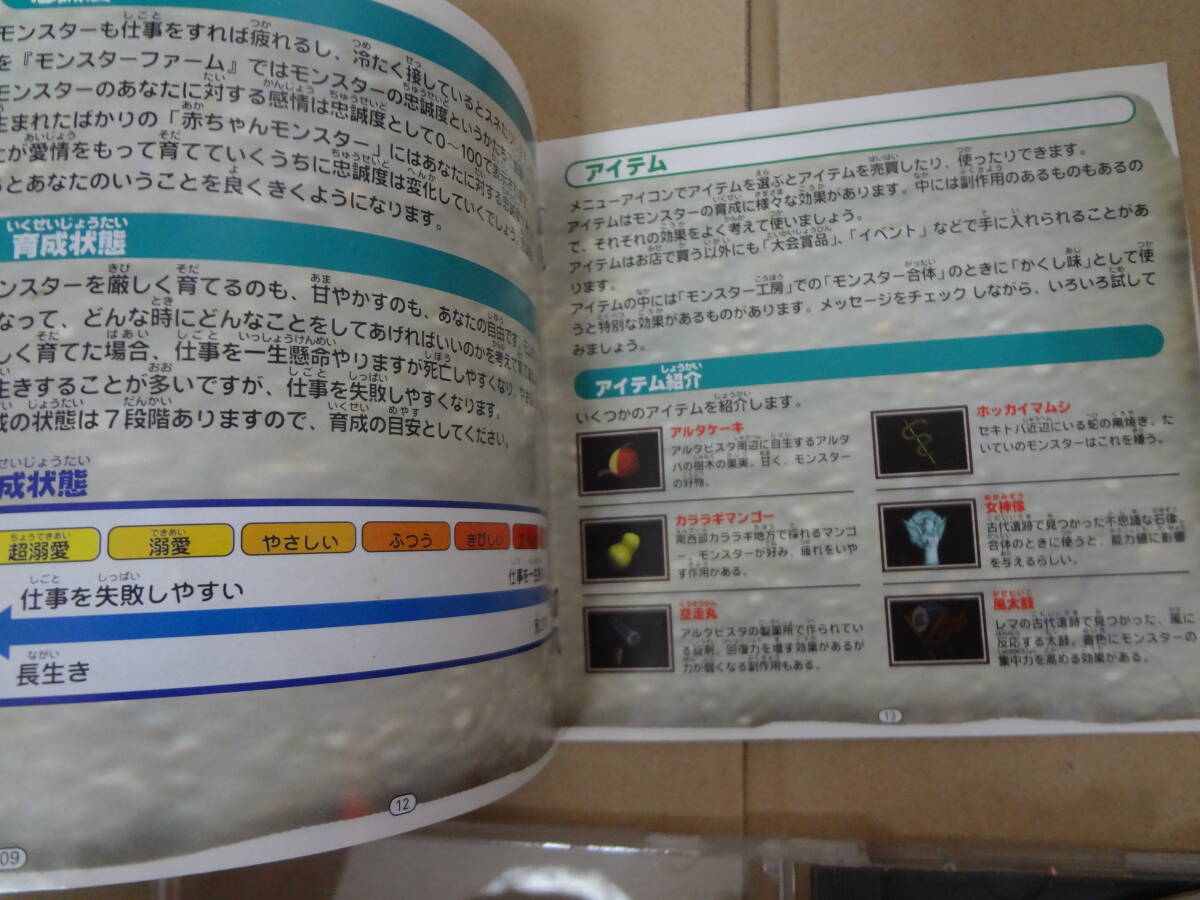 モンスターも仕事をすれば疲れるし、冷たく接しているとスネたり
を『モンスターファーム』ではモンスターの忠誠度というかたち
モンスターのあなたに対する感情は忠誠度として0〜100で表示
生まれたばかりの「赤ちゃんモンスター」にはあなたに対する忠誠度
が愛情をもって育てていくうちに忠誠度は変化していくでしょう。
とあなたのいうことを良くきくようになります。
いくせいじょうたい
育成状態
ンスターを厳しく育てるのも、甘やかすのも、あなたの自由です。
なって、どんな時にどんなことをしてあげればいいのかを考えて育て
しく育てた場合、仕事を一生懸命やりますが死亡しやすくなり、
生きすることが多いですが、仕事を失敗しやすくなります。
成の状態は7段階ありますので、育成の目安としてください。
せいじょうたい
成状態
超溺愛
溺愛
やさしい
ふつう
きびしい
仕事を失敗しやすい
仕事を一生
長生き
12
09
アイテム
メニューアイコンでアイテムを選ぶとアイテムを売買したり、使ったりできます。
アイテムはモンスターの育成に様々な効果があります。中には副作用のあるものもあるの
で、それぞれの効果をよく考えて使いましょう。
アイテムはお店で買う以外にも「大会賞品」、「イベント」などで手に入れられることがあ
ります。
アイテムの中には「モンスター工房」での「モンスター合体」のときに「かくし味」として使
うと特別な効果があるものがあります。メッセージをチェックしながら、いろいろ試して
みましょう。
アイテム紹介
いくつかのアイテムを紹介します。
アルタケーキ
アルタビスタ周辺に自生するアルタ
パの樹木の果実。甘く、モンスター
の好物。
カララギマンゴー
南西部カララギ地方で採れるマンゴ
ー。モンスターが好み、疲れをいや
す作用がある。
空走丸
アルタビスタの製薬所で作られてい
る錠剤。回復力を増す効果があるが
力が弱くなる副作用もある。
ホッカイマムシ
セキトバ近辺にいる蛇の黒焼き。た
いていのモンスターはこれを嫌う。
女神像
古代遺跡で見つかった不思議な石像。
合体のときに使うと、能力値に影響
を与えるらしい。
風太鼓
レマの古代遺跡で見つかった、風に
反応する太鼓。音色にモンスターの
集中力を高める効果がある。
13